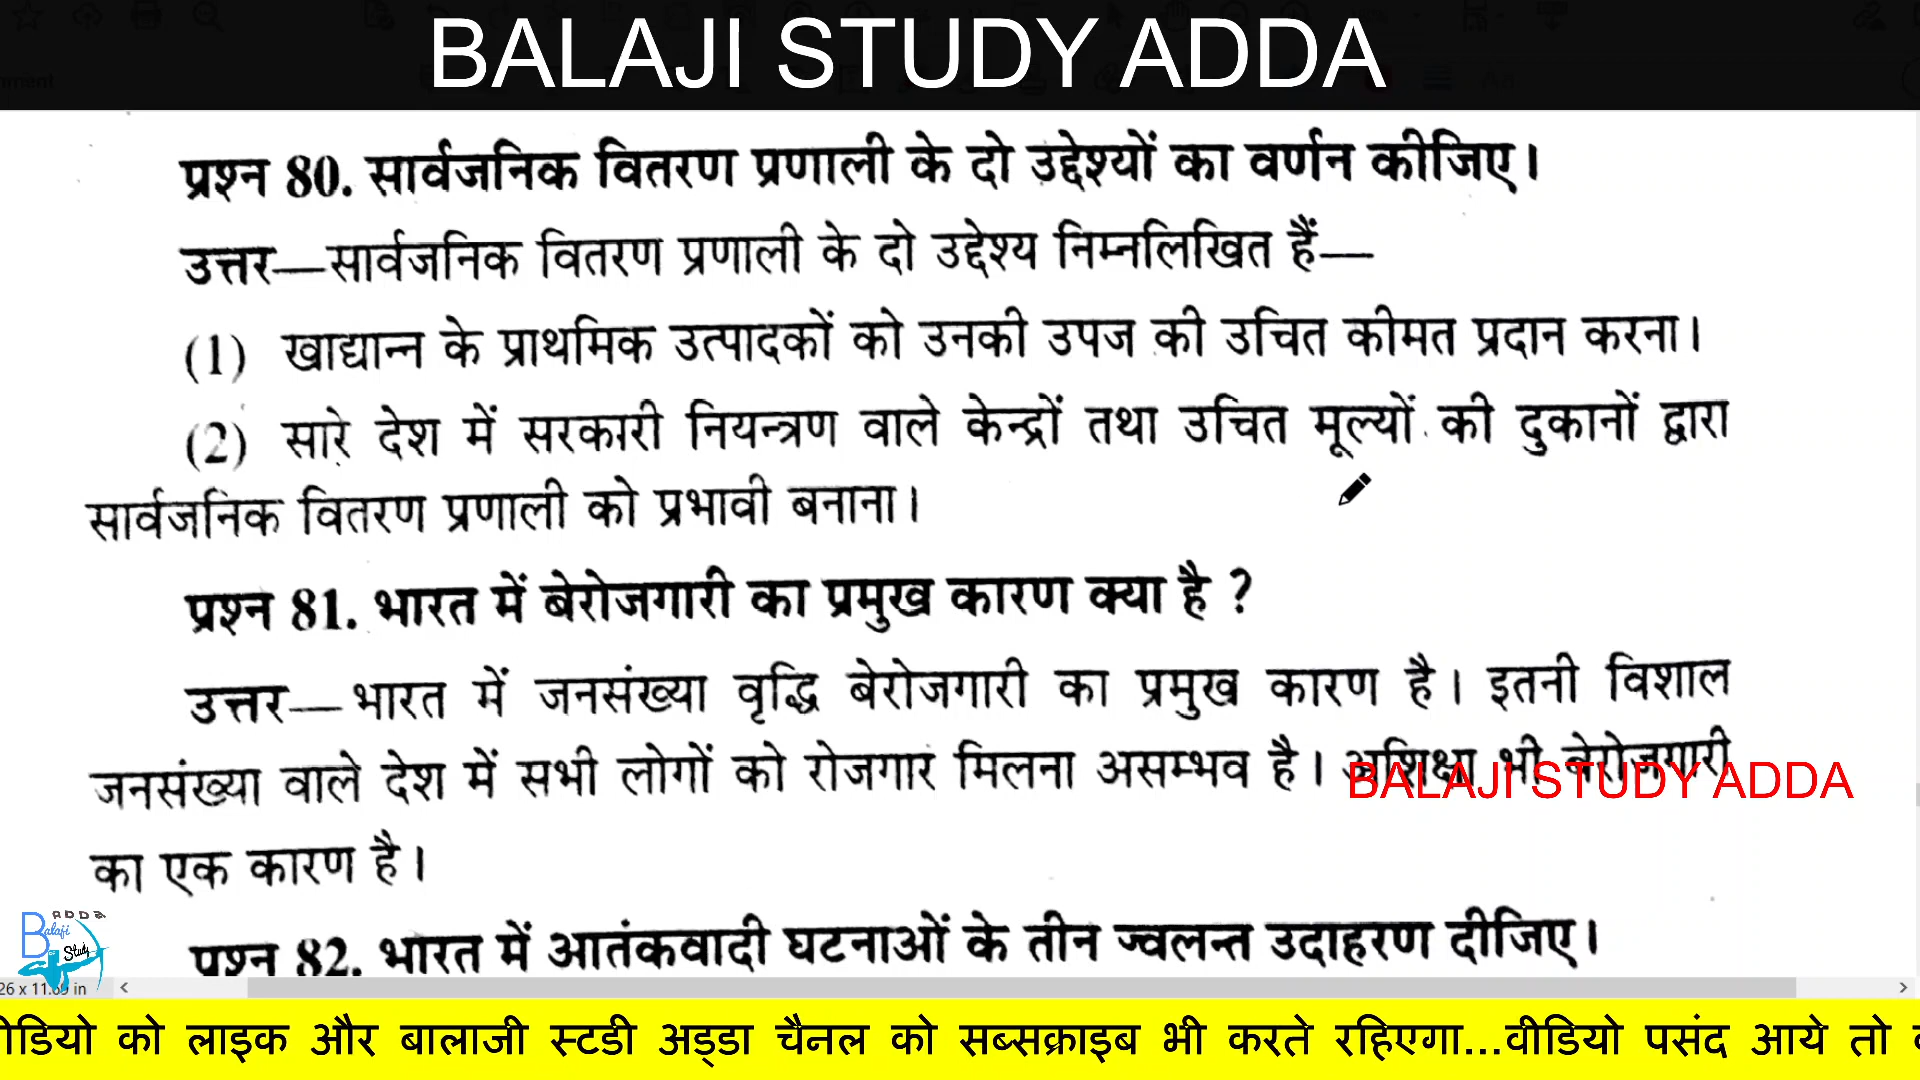 BALAJI STUDY ADDA
प्रश्न 80. सार्वजनिक वितरण प्रणाली के दो उद्देश्यों का वर्णन कीजिए।
उत्तर—सार्वजनिक वितरण प्रणाली के दो उद्देश्य निम्नलिखित हैं—
(1) खाद्यान्न के प्राथमिक उत्पादकों को उनकी उपज की उचित कीमत प्रदान करना।
(2) सारे देश में सरकारी नियन्त्रण वाले केन्द्रों तथा उचित मूल्यों की दुकानों द्वारा
सार्वजनिक वितरण प्रणाली को प्रभावी बनाना।
प्रश्न 81. भारत में बेरोजगारी का प्रमुख कारण क्या है ?
उत्तर—भारत में जनसंख्या वृद्धि बेरोजगारी का प्रमुख कारण है। इतनी विशाल
जनसंख्या वाले देश में सभी लोगों को रोजगार मिलना असम्भव है। अशिक्षा भी बेरोजगारी
BALAJI STUDY ADDA
का एक कारण है।
ADDA
Balaji
Study
प्रश्न 82. भारत में आतंकवादी घटनाओं के तीन ज्वलन्त उदाहरण दीजिए।
को लाइक और बालाजी स्टडी अड्डा चैनल को सब्सक्राइब भी करते रहिएगा...वीडियो पसंद आये तो